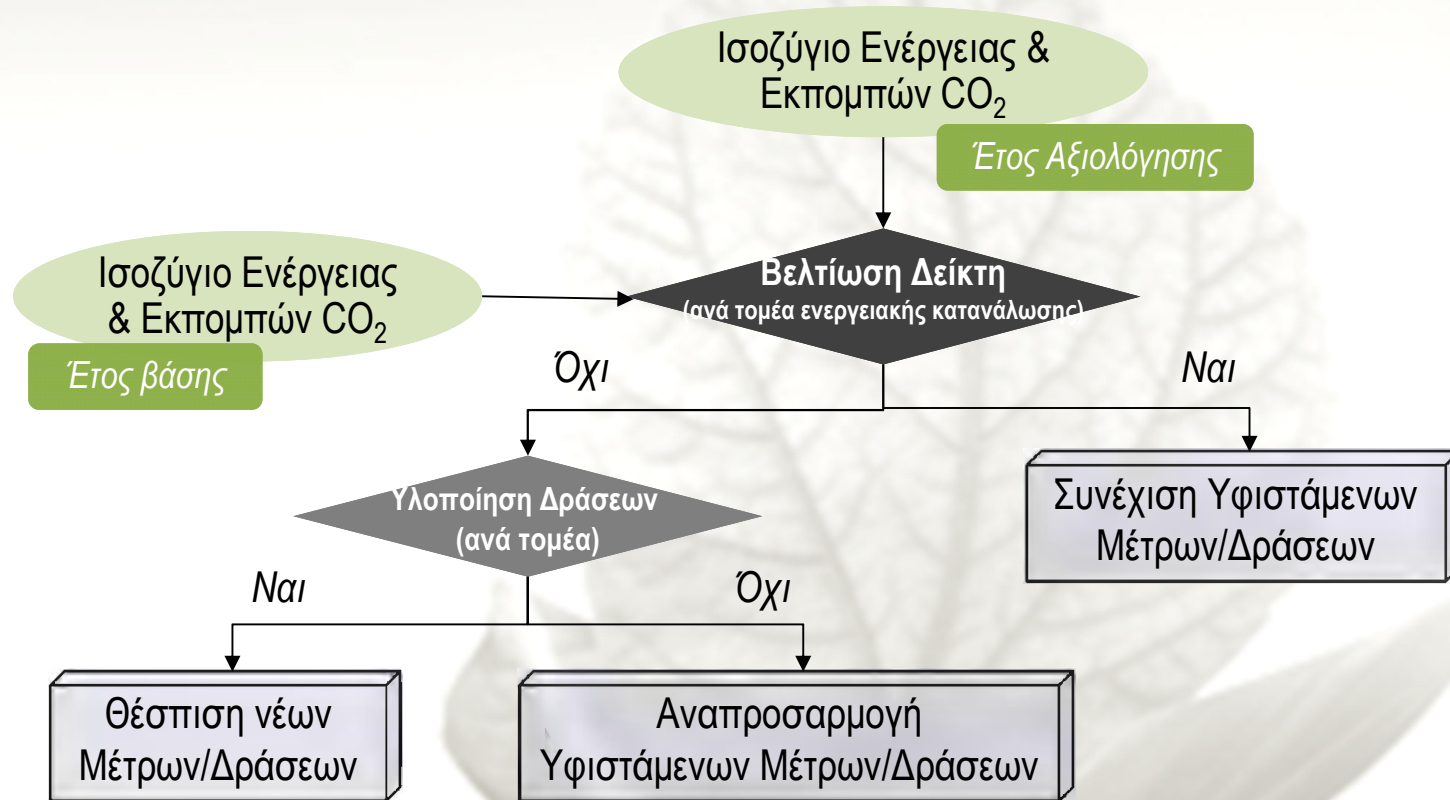 Ισοζύγιο Ενέργειας &
Εκπομπών CO₂
Έτος Αξιολόγησης
Ισοζύγιο Ενέργειας
& Εκπομπών CO₂
Έτος βάσης
Βελτίωση Δείκτη
(ανά τομέα ενεργειακής κατανάλωσης)
Όχι
Ναι
Υλοποίηση Δράσεων
(ανά τομέα)
Συνέχιση Υφιστάμενων
Μέτρων/Δράσεων
Ναι
Όχι
Θέσπιση νέων
Μέτρων/Δράσεων
Αναπροσαρμογή
Υφιστάμενων Μέτρων/Δράσεων